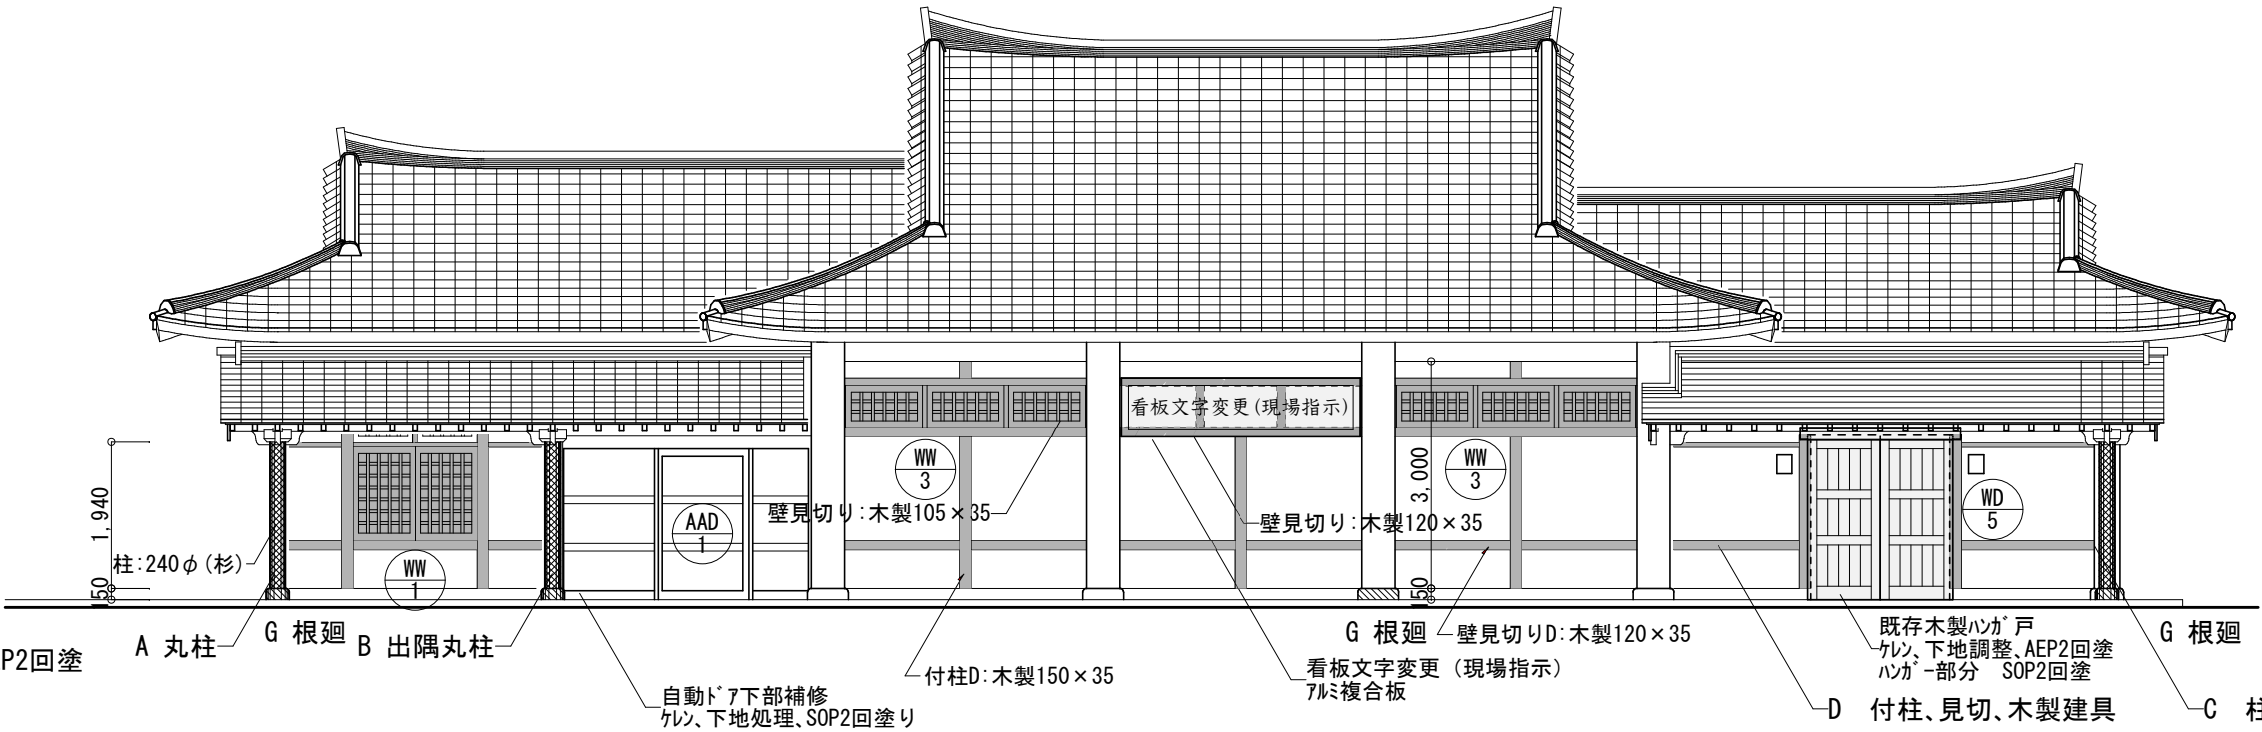 看板文字変更(現場指示)
WW
3
WW
3
1,940
3,000
WD
5
AAD
1
壁見切り:木製105×35
壁見切り:木製120×35
柱:240φ(杉)
WW
1
150
150
P2回塗
A 丸柱
G 根廻
B 出隅丸柱
G 根廻
壁見切りD:木製120×35
既存木製ﾊﾝｶﾞ戸
ｹﾚﾝ、下地調整、AEP2回塗
ﾊﾝｶﾞｰ部分 SOP2回塗
G 根廻
付柱D:木製150×35
看板文字変更（現場指示）
ｱﾙﾐ複合板
自動ﾄﾞｱ下部補修
ｹﾚﾝ、下地処理、SOP2回塗り
D 付柱、見切、木製建具
C 柱